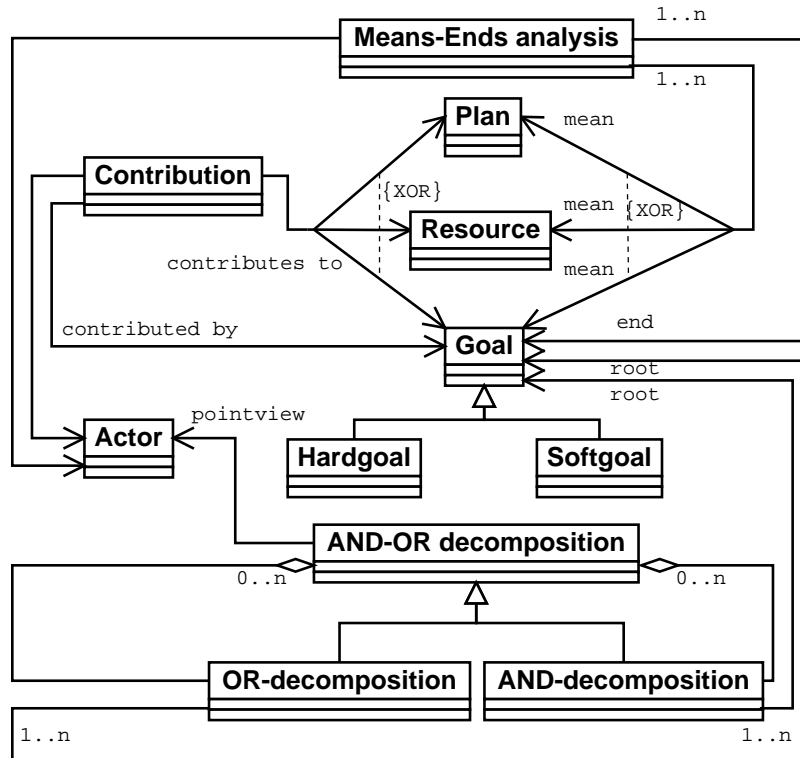 1..n
Means-Ends analysis
1..n
Plan
mean
Contribution
{XOR}
mean
{XOR}
Resource
contributes to
mean
contributed by
end
Goal
root
root
pointview
Actor
Hardgoal
Softgoal
AND-OR decomposition
0..n
0..n
OR-decomposition
AND-decomposition
1..n
1..n